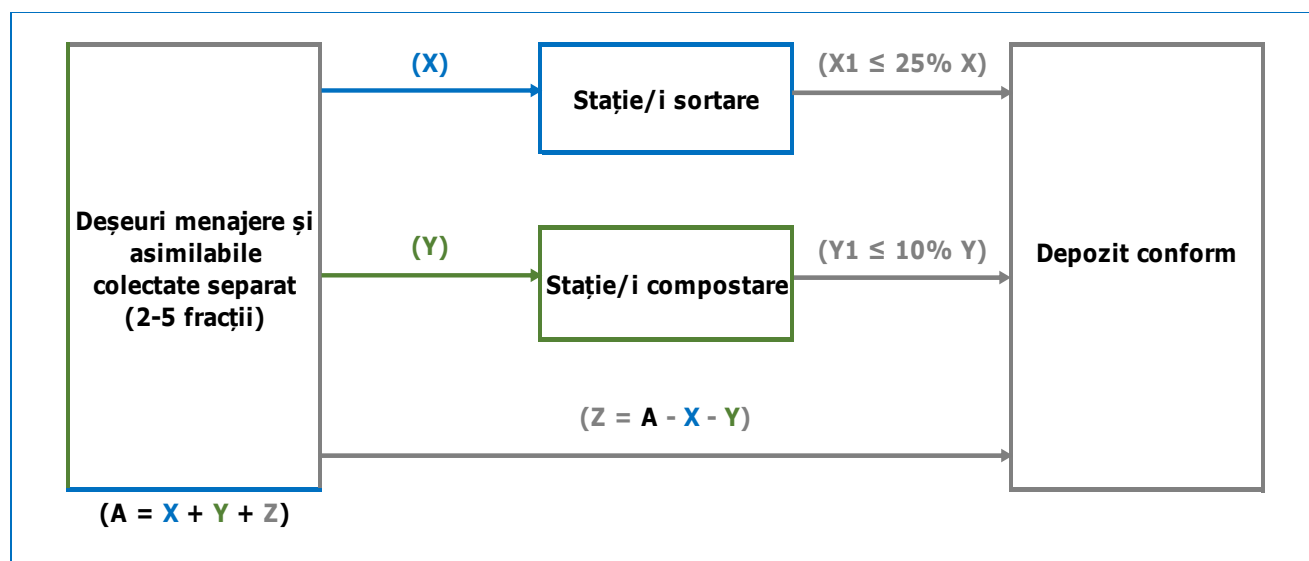 (X)
(X1 ≤ 25% X)
Stație/i sortare
Deșeuri menajere și
asimilabile
colectate separat
(2-5 fracții)
(Y)
(Y1 ≤ 10% Y)
Stație/i compostare
Depozit conform
(Z = A - X - Y)
(A = X + Y + Z)